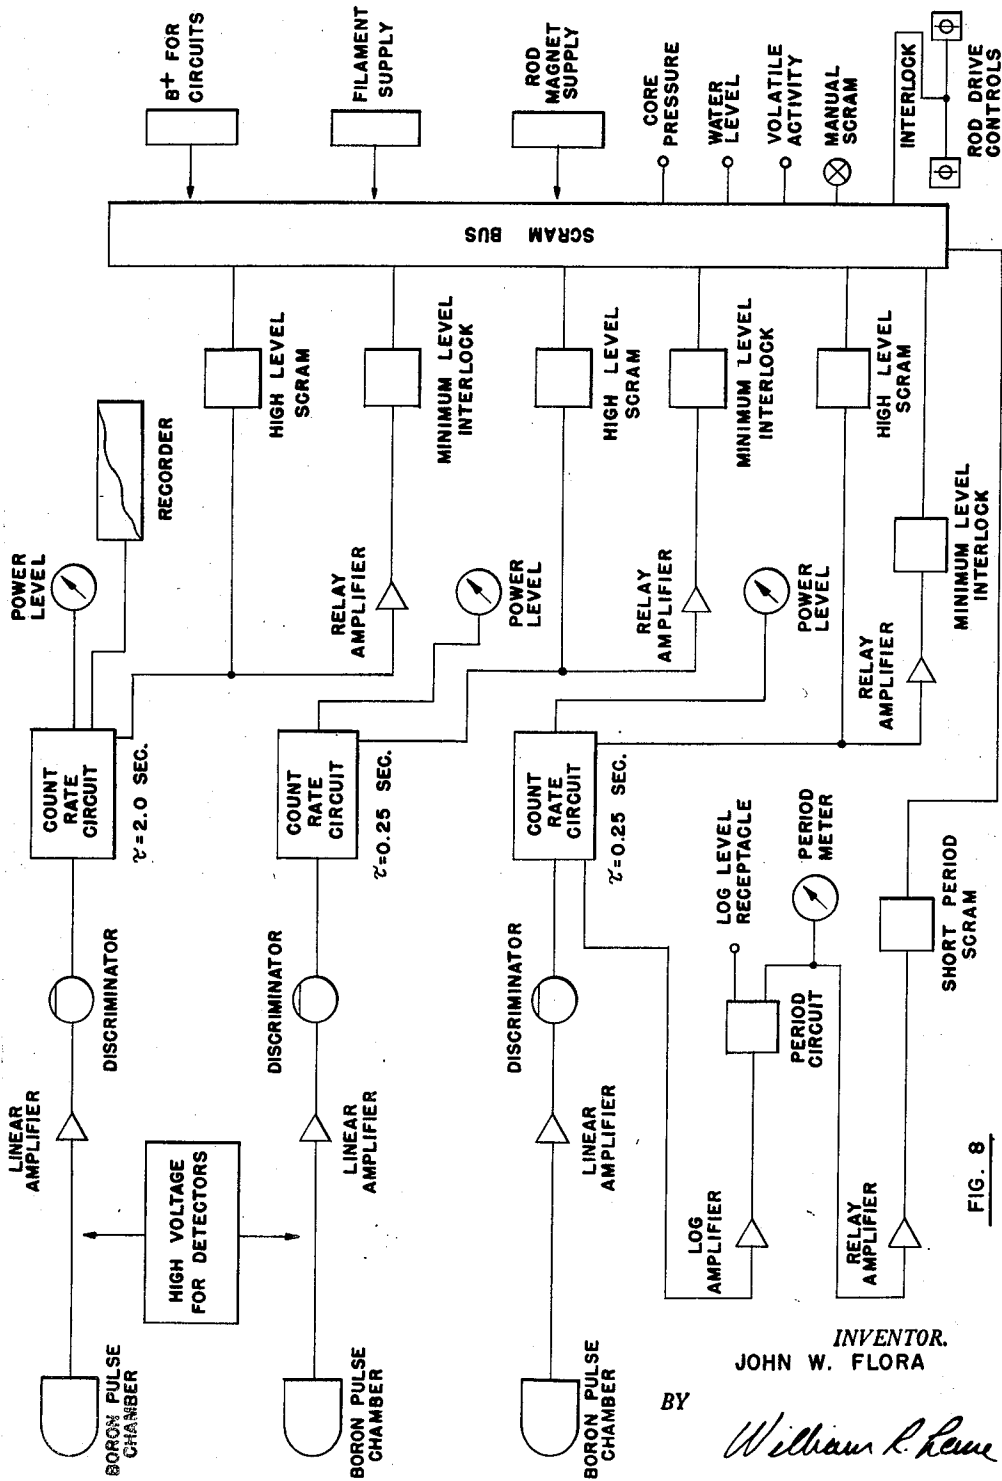 BORON PULSE
CHAMBER
LINEAR
AMPLIFIER
DISCRIMINATOR
COUNT
RATE
CIRCUIT
τ=2.0 SEC.
POWER
LEVEL
RECORDER
HIGH LEVEL
SCRAM
RELAY
AMPLIFIER
MINIMUM LEVEL
INTERLOCK
HIGH VOLTAGE
FOR DETECTORS
BORON PULSE
CHAMBER
LINEAR
AMPLIFIER
DISCRIMINATOR
COUNT
RATE
CIRCUIT
τ=0.25 SEC.
POWER
LEVEL
HIGH LEVEL
SCRAM
RELAY
AMPLIFIER
MINIMUM LEVEL
INTERLOCK
BORON PULSE
CHAMBER
LINEAR
AMPLIFIER
DISCRIMINATOR
COUNT
RATE
CIRCUIT
τ=0.25 SEC.
POWER
LEVEL
HIGH LEVEL
SCRAM
RELAY
AMPLIFIER
MINIMUM LEVEL
INTERLOCK
LOG
AMPLIFIER
PERIOD
CIRCUIT
LOG LEVEL
RECEPTACLE
PERIOD
METER
RELAY
AMPLIFIER
SHORT PERIOD
SCRAM
SCRAM BUS
B+ FOR
CIRCUITS
FILAMENT
SUPPLY
ROD
MAGNET
SUPPLY
CORE
PRESSURE
WATER
LEVEL
VOLATILE
ACTIVITY
MANUAL
SCRAM
INTERLOCK
ROD DRIVE
CONTROLS
FIG. 8
INVENTOR.
JOHN W. FLORA
BY
William R. Lane